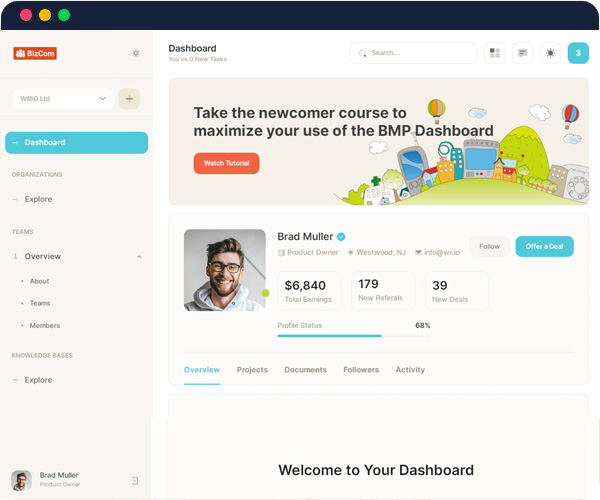 BizCom
WRIO Ltd
Dashboard
ORGANIZATIONS
Explore
TEAMS
Overview
About
Teams
Members
KNOWLEDGE BASES
Explore
Brad Muller
Product Owner
Dashboard
You've 0 New Tasks
Search...
3
Take the newcomer course to
maximize your use of the BMP Dashboard
Watch Tutorial
Brad Muller
Product Owner
Westwood, NJ
info@wr.io
Follow
Offer a Deal
$6,840
Total Earnings
179
New Referals
39
New Deals
Profile Status
68%
Overview
Projects
Documents
Followers
Activity
Welcome to Your Dashboard